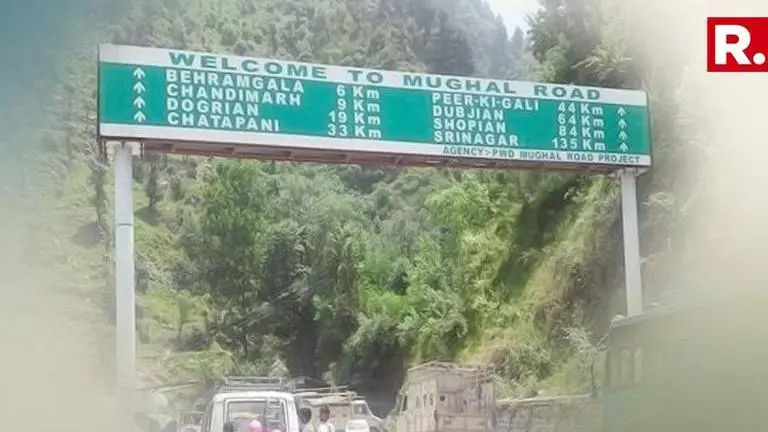 WELCOME TO MUGHAL ROAD
BEHRAMGALA 6 Km
CHANDIMARH 9 Km
DOGRIAN 19 Km
CHATAPANI 33 Km
PEER-KI-GALI 44 Km
DUBJIAN 64 Km
SHOPIAN 84 Km
SRINAGAR 135 Km
AGENCY:-PWD MUGHAL ROAD PROJECT
R.